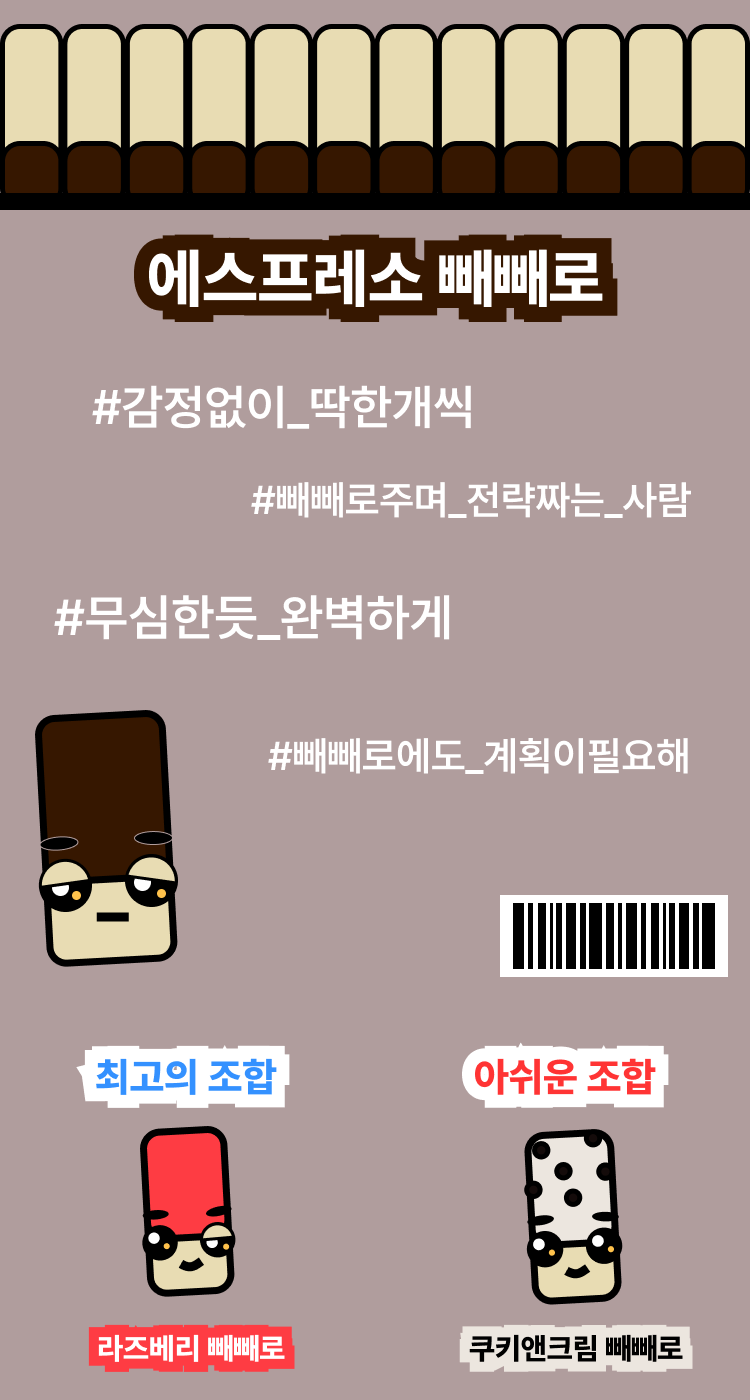 에스프레소 빼빼로
#감정없이_딱한개씩
#빼빼로주며_전략짜는_사람
#무심한듯_완벽하게
#빼빼로에도_계획이필요해
최고의 조합
아쉬운 조합
라즈베리 빼빼로
쿠키앤크림 빼빼로